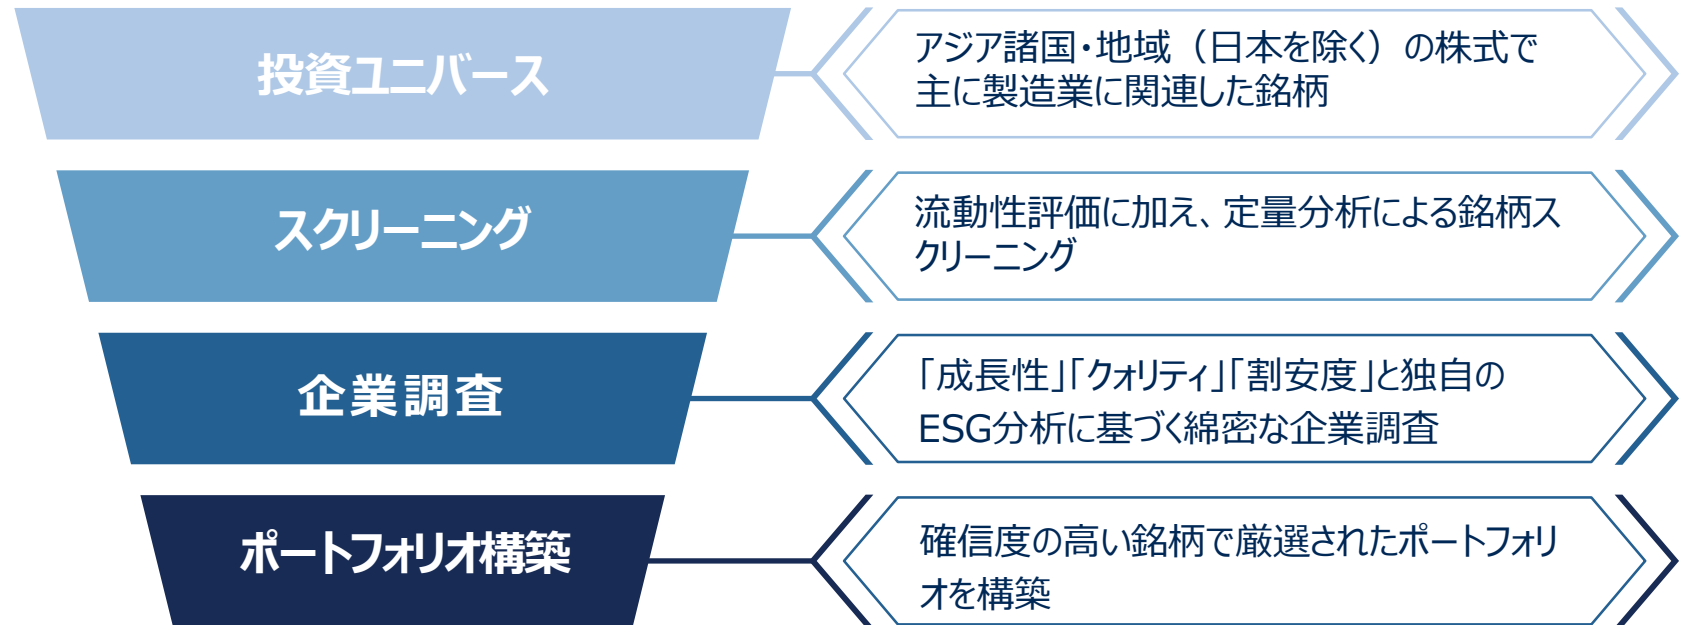 投資ユニバース
アジア諸国・地域（日本を除く）の株式で
主に製造業に関連した銘柄
スクリーニング
流動性評価に加え、定量分析による銘柄ス
クリーニング
企業調査
「成長性」「クォリティ」「割安度」と独自の
ESG分析に基づく綿密な企業調査
ポートフォリオ構築
確信度の高い銘柄で厳選されたポートフォリ
オを構築